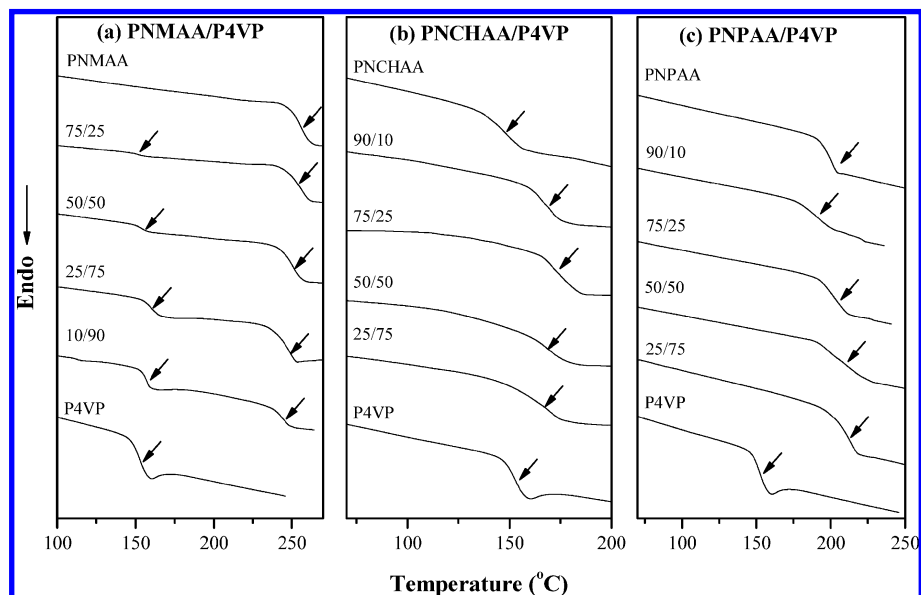 (a) PNMAA/P4VP
PNMAA
75/25
50/50
25/75
10/90
P4VP
100 150 200 250
(b) PNCHAA/P4VP
PNCHAA
90/10
75/25
50/50
25/75
P4VP
100 150 200
(c) PNPAA/P4VP
PNPAA
90/10
75/25
50/50
25/75
P4VP
100 150 200 250
Endo
Temperature (°C)